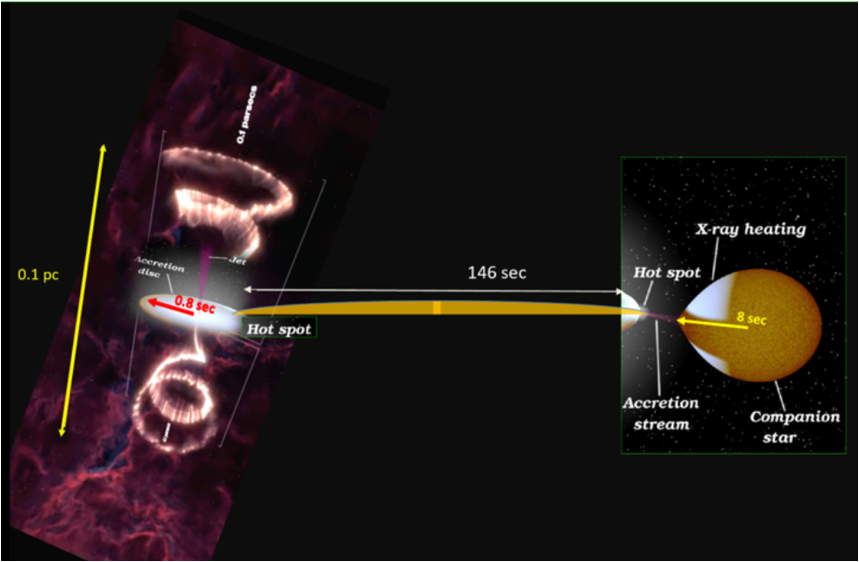 0.1 parsecs
0.1 pc
Accretion
disc
Jet
0.8 sec
Hot spot
146 sec
X-ray heating
Hot spot
8 sec
Accretion
stream
Companion
star